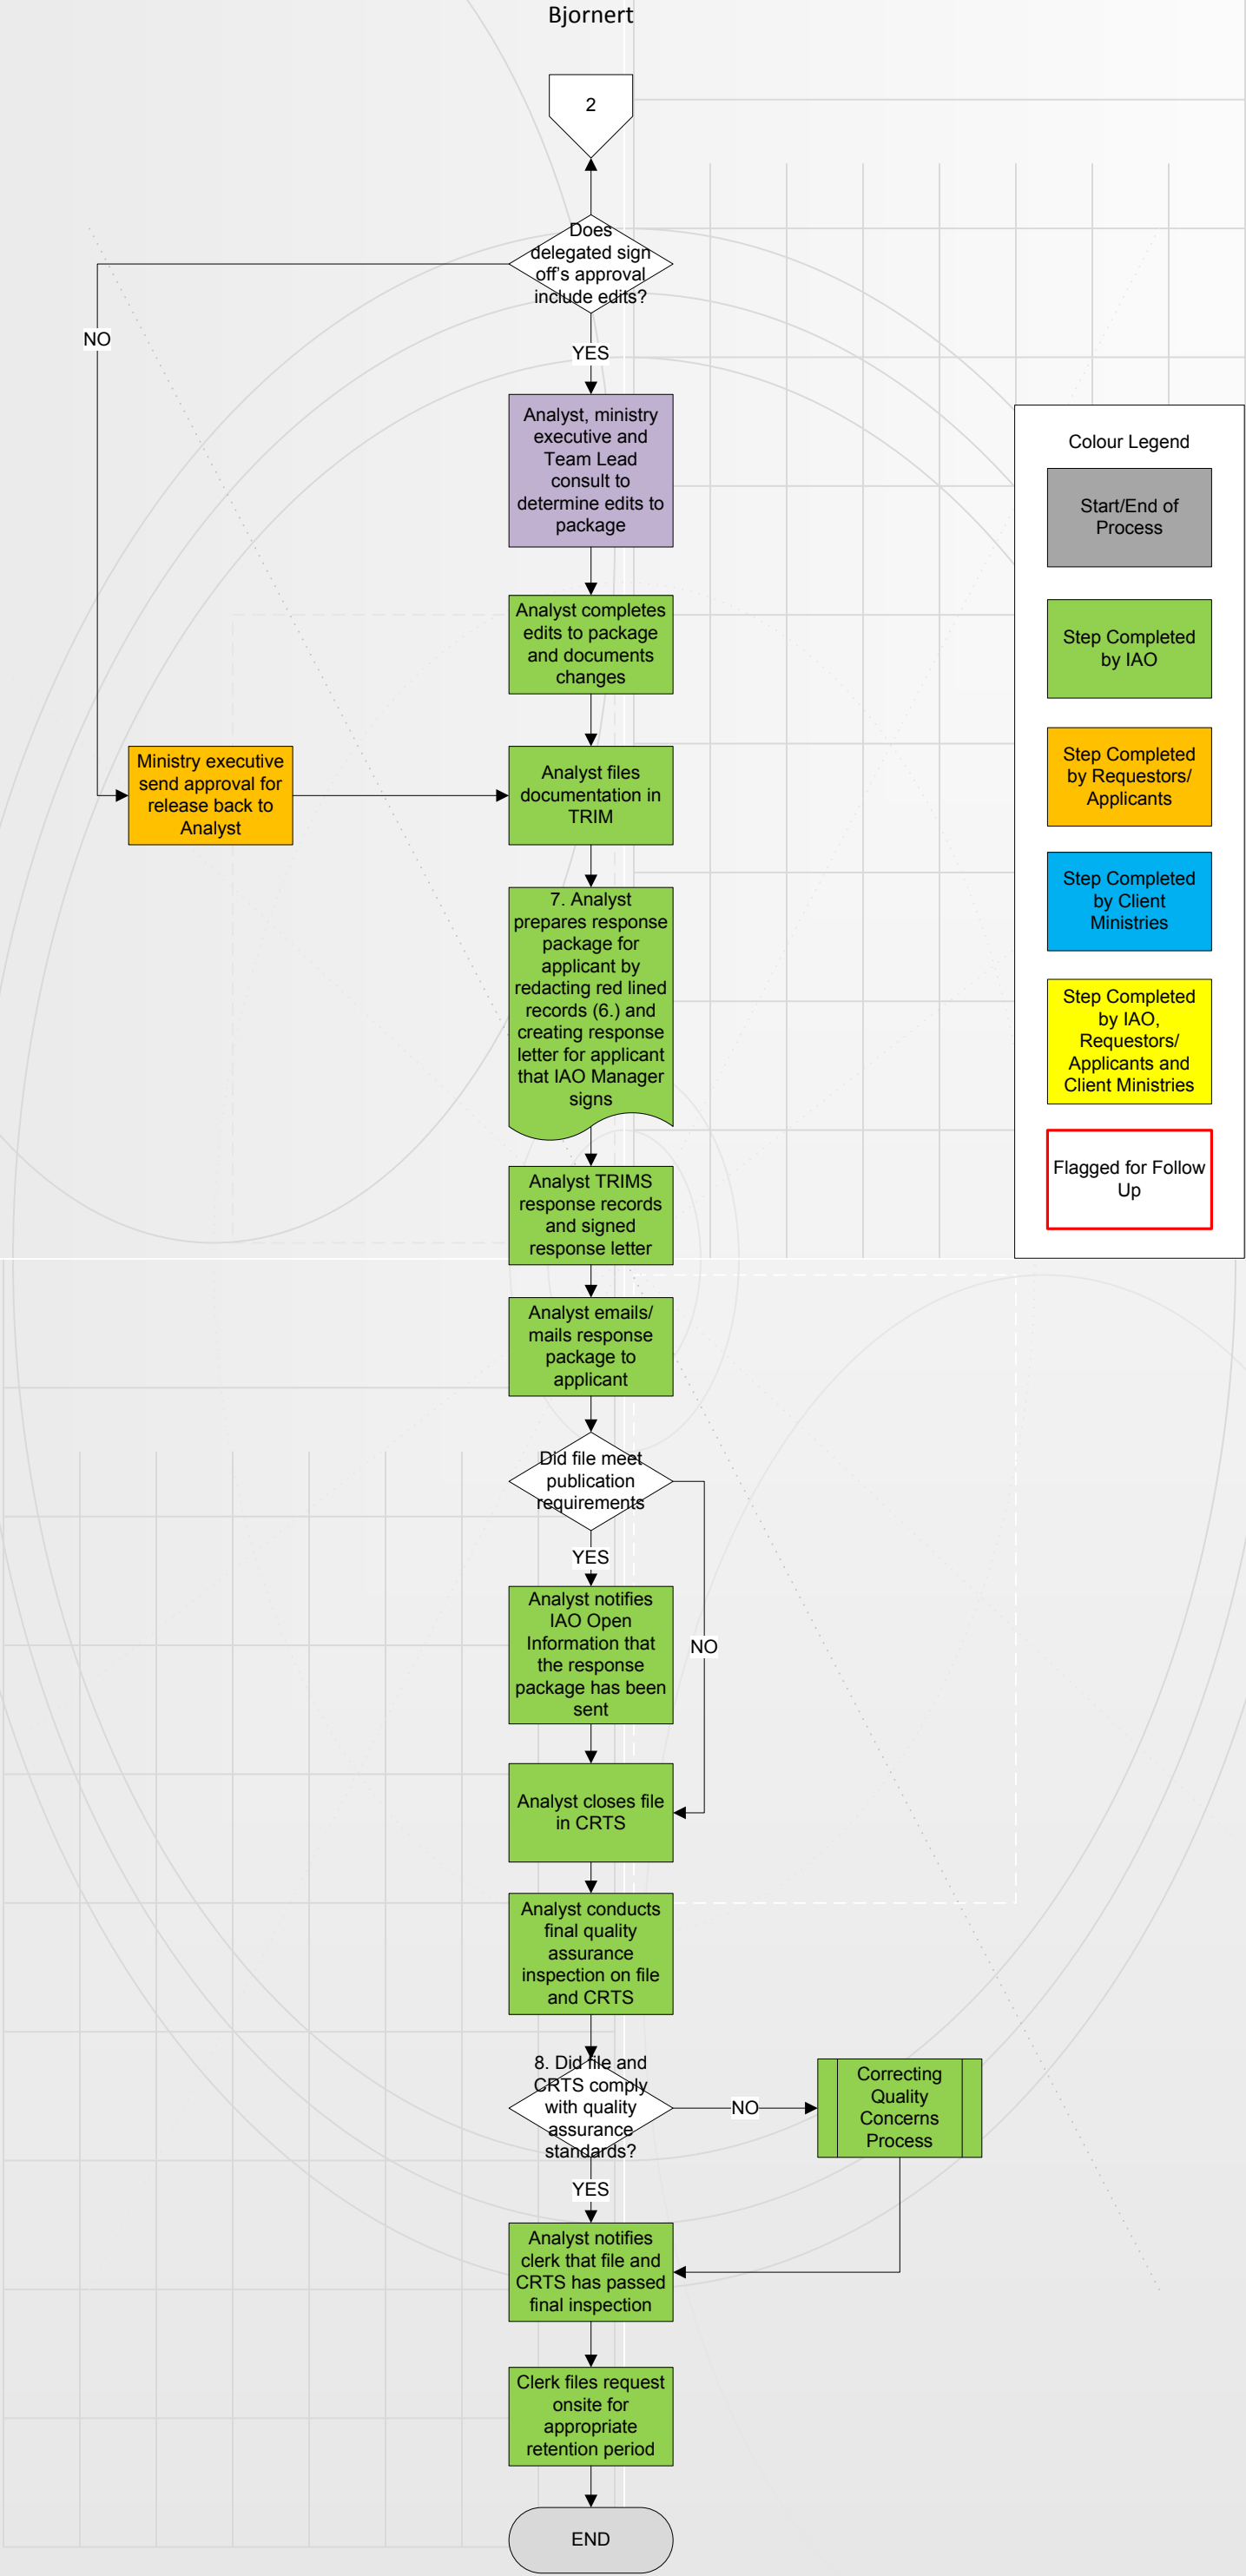 Bjornert
2
Does
delegated sign
off's approval
include edits?
NO
YES
Analyst, ministry
executive and
Team Lead
consult to
determine edits to
package
Analyst completes
edits to package
and documents
changes
Ministry executive
send approval for
release back to
Analyst
Analyst files
documentation in
TRIM
7. Analyst
prepares response
package for
applicant by
redacting red lined
records (6.) and
creating response
letter for applicant
that IAO Manager
signs
Analyst TRIMS
response records
and signed
response letter
Analyst emails/
mails response
package to
applicant
Did file meet
publication
requirements
YES
NO
Analyst notifies
IAO Open
Information that
the response
package has been
sent
Analyst closes file
in CRTS
Analyst conducts
final quality
assurance
inspection on file
and CRTS
8. Did file and
CRTS comply
with quality
assurance
standards?
NO
Correcting
Quality
Concerns
Process
YES
Analyst notifies
clerk that file and
CRTS has passed
final inspection
Clerk files request
onsite for
appropriate
retention period
END
Colour Legend
Start/End of
Process
Step Completed
by IAO
Step Completed
by Requestors/
Applicants
Step Completed
by Client
Ministries
Step Completed
by IAO,
Requestors/
Applicants and
Client Ministries
Flagged for Follow
Up